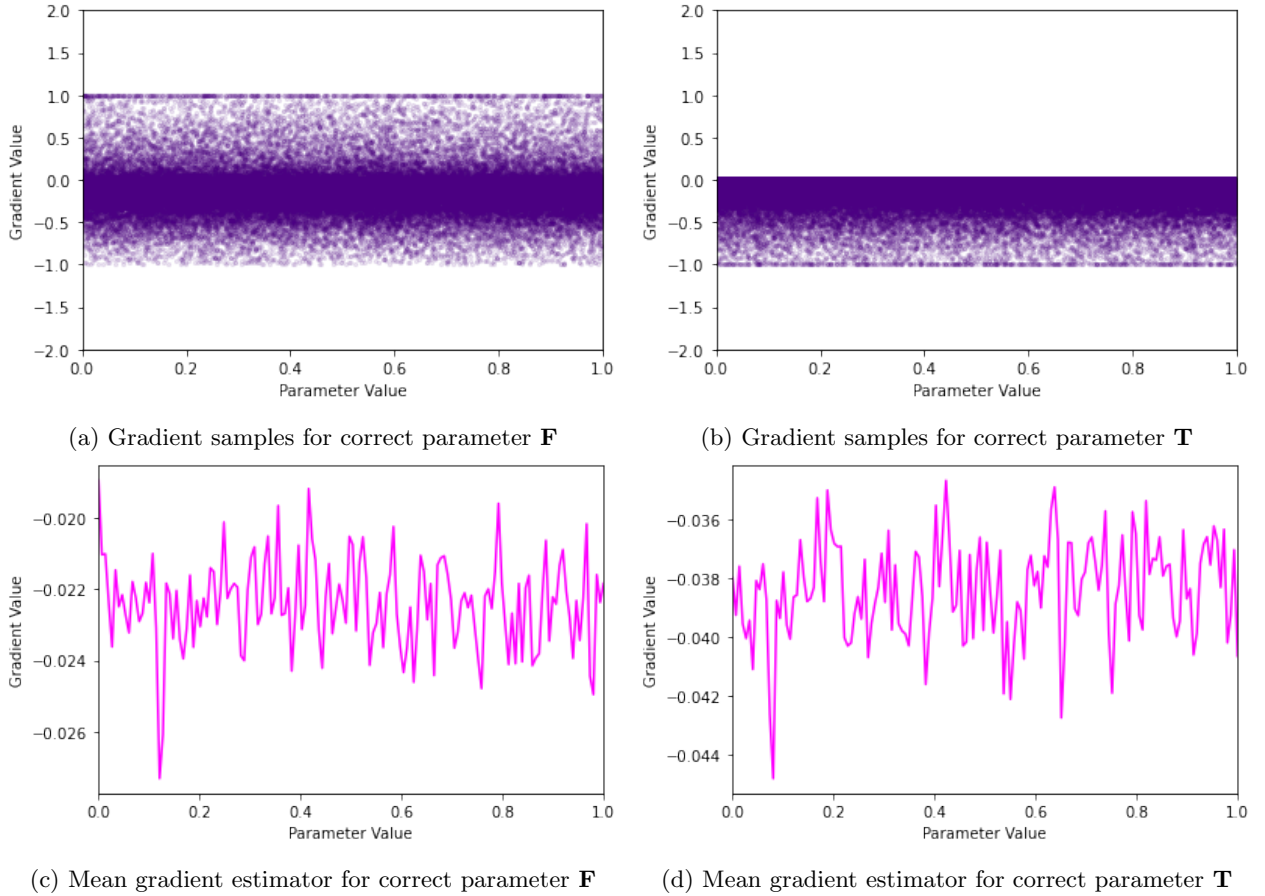 2.0
1.5
1.0
0.5
0.0
−0.5
−1.0
−1.5
−2.0
Gradient Value
0.0 0.2 0.4 0.6 0.8 1.0
Parameter Value
(a) Gradient samples for correct parameter F
2.0
1.5
1.0
0.5
0.0
−0.5
−1.0
−1.5
−2.0
Gradient Value
0.2 0.4 0.6 0.8 1.0
Parameter Value
(b) Gradient samples for correct parameter T
−0.020
−0.022
−0.024
−0.026
Gradient Value
0.0 0.2 0.4 0.6 0.8 1.0
Parameter Value
(c) Mean gradient estimator for correct parameter F
−0.036
−0.038
−0.040
−0.042
−0.044
Gradient Value
0.0 0.2 0.4 0.6 0.8 1.0
Parameter Value
(d) Mean gradient estimator for correct parameter T